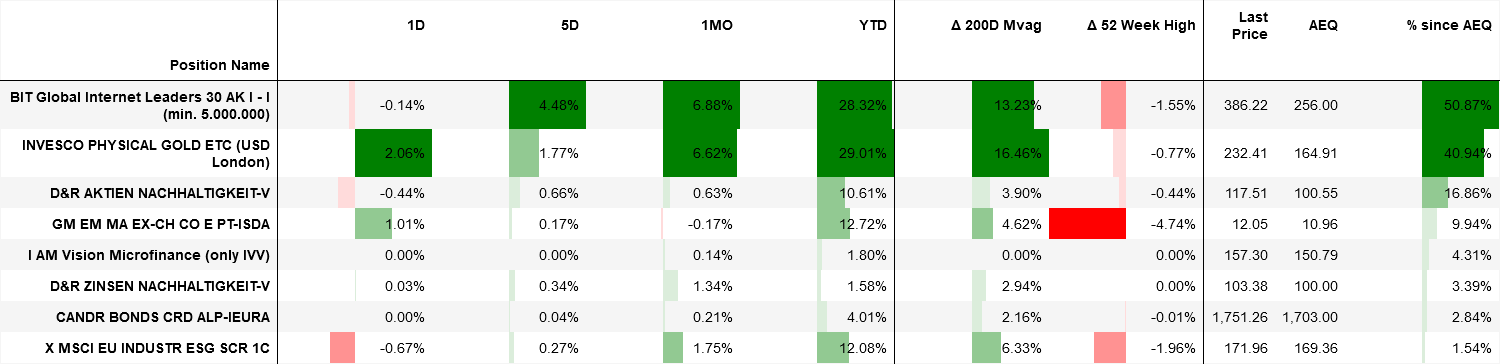 Position Name 1D 5D 1MO YTD Δ 200D Mvag Δ 52 Week High Last Price AEQ % since AEQ
BIT Global Internet Leaders 30 AK I - I (min. 5.000.000) -0.14% 4.48% 6.88% 28.32% 13.23% -1.55% 386.22 256.00 50.87%
INVESCO PHYSICAL GOLD ETC (USD London) 2.06% 1.77% 6.62% 29.01% 16.46% -0.77% 232.41 164.91 40.94%
D&R AKTIEN NACHHALTIGKEIT-V -0.44% 0.66% 0.63% 10.61% 3.90% -0.44% 117.51 100.55 16.86%
GM EM MA EX-CH CO E PT-ISDA 1.01% 0.17% -0.17% 12.72% 4.62% -4.74% 12.05 10.96 9.94%
I AM Vision Microfinance (only IVV) 0.00% 0.00% 0.14% 1.80% 0.00% 0.00% 157.30 150.79 4.31%
D&R ZINSEN NACHHALTIGKEIT-V 0.03% 0.34% 1.34% 1.58% 2.94% 0.00% 103.38 100.00 3.39%
CANDR BONDS CRD ALP-IEURA 0.00% 0.04% 0.21% 4.01% 2.16% -0.01% 1,751.26 1,703.00 2.84%
X MSCI EU INDUSTR ESG SCR 1C -0.67% 0.27% 1.75% 12.08% 6.33% -1.96% 171.96 169.36 1.54%